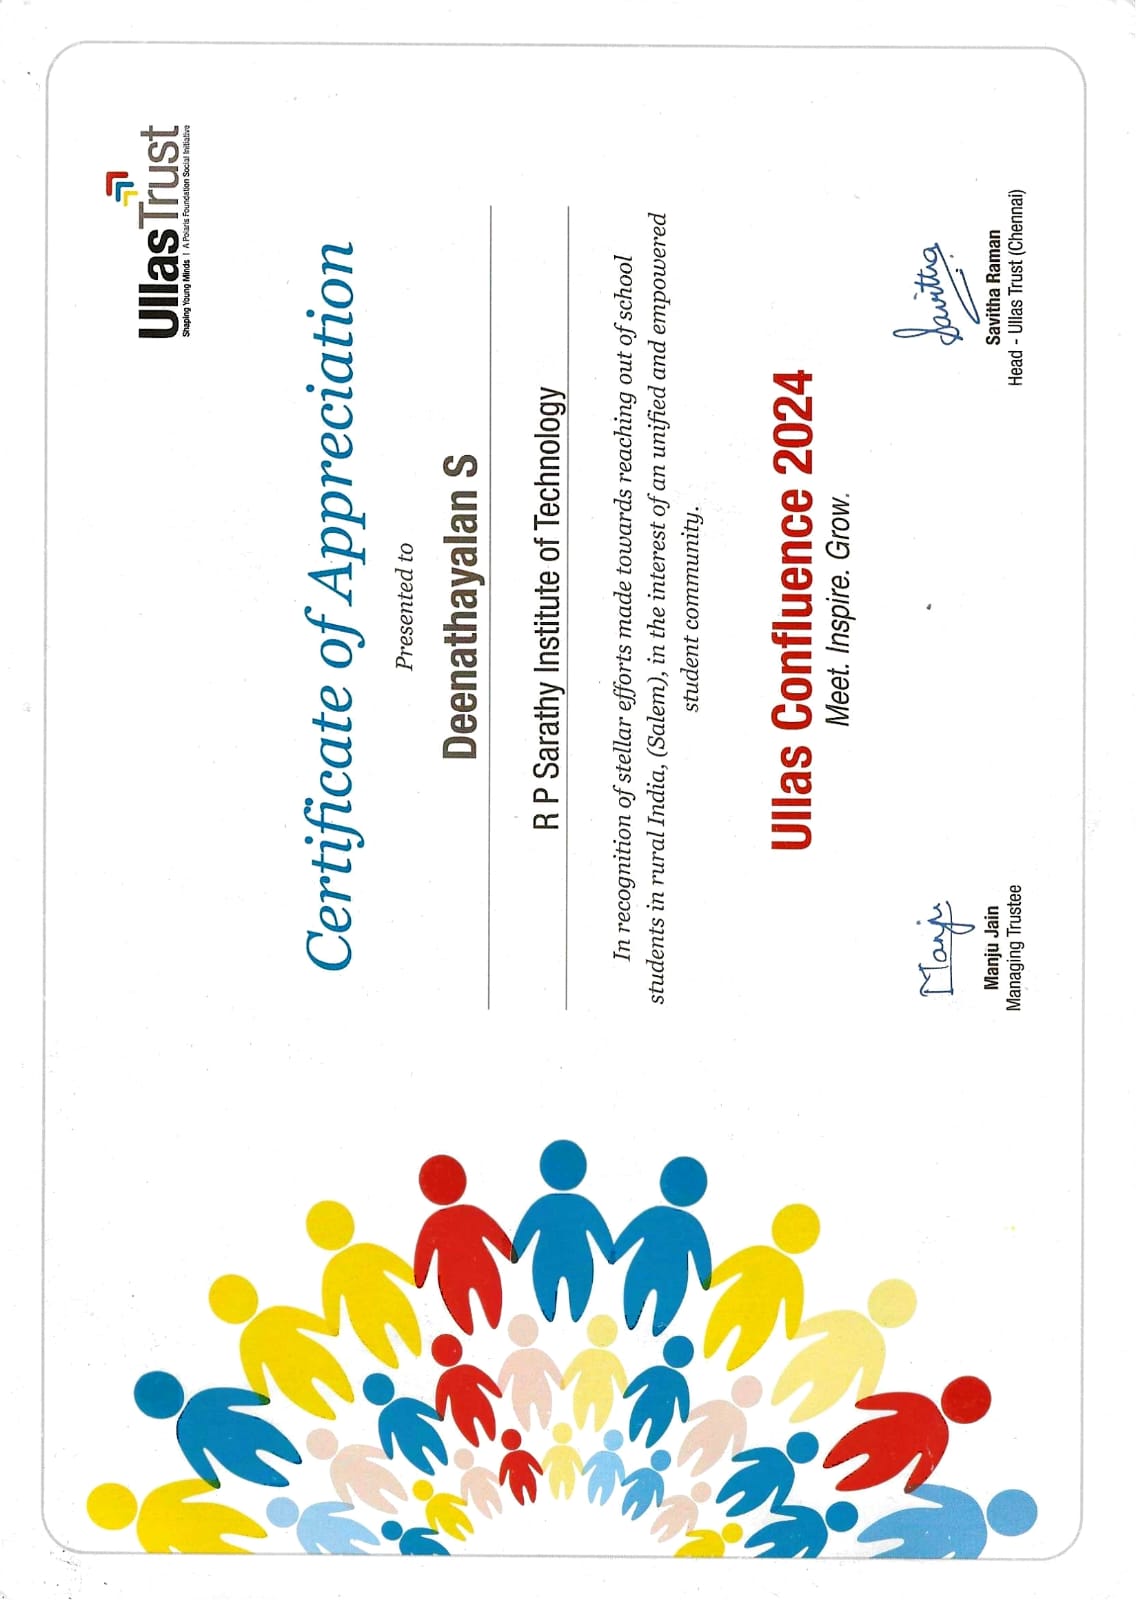 UllasTrust
Shaping Young Minds | A Polaris Foundation Social Initiative
Certificate of Appreciation
Presented to
Deenathayalan S
R P Sarathy Institute of Technology
In recognition of stellar efforts made towards reaching out of school
students in rural India, (Salem), in the interest of an unified and empowered
student community.
Ullas Confluence 2024
Meet. Inspire. Grow.
Manju
Savittha
Manju Jain
Managing Trustee
Savitha Raman
Head - Ullas Trust (Chennai)